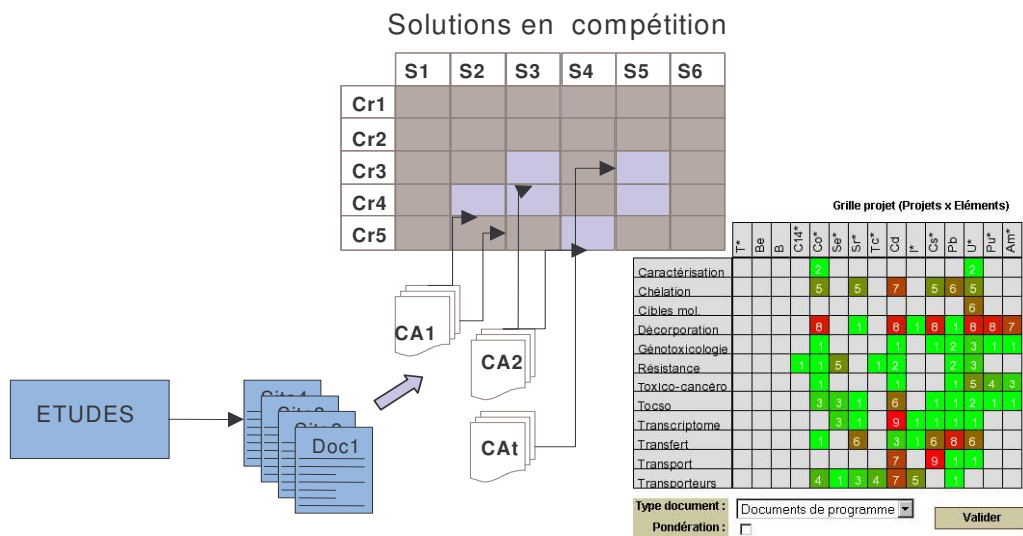 Solutions en compétition
S1 S2 S3 S4 S5 S6
Cr1
Cr2
Cr3
Cr4
Cr5
CA1
CA2
CAt
ETUDES
Doc1
Grille projet (Projets x Eléments)
T* Be B C14* Co* Se* Sr* Tc* Cd I* Cs* Pb U* Pu* Am*
Caractérisation 2 2
Chélation 5 5 7 5 6 5
Cibles mol. 6
Décorporation 8 1 8 1 8 1 8 8 7
Génotoxicologie 1 1 1 2 3 1 1
Résistance 1 1 5 1 2 2 3
Toxico-cancéro 1 1 1 5 4 3
Tocso 3 3 1 6 1 1 2 1 1
Transcriptome 3 1 9 1 1 1 1
Transfert 1 6 3 1 6 8 6
Transport 7 9 1 1
Transporteurs 4 1 3 4 7 5 1
Type document : Documents de programme
Pondération :
Valider